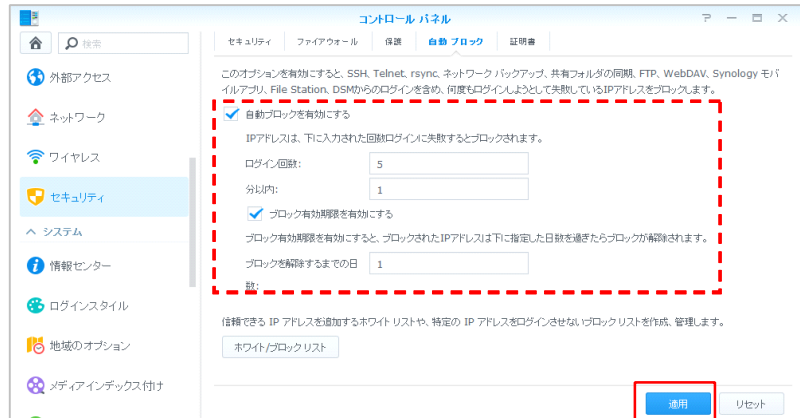 コントロール パネル
検索
外部アクセス
ネットワーク
ワイヤレス
セキュリティ
システム
情報センター
ログインスタイル
地域のオプション
メディアインデックス付け
セキュリティ ファイアウォール 保護 自動 ブロック 証明書
このオプションを有効にすると、SSH, Telnet, rsync, ネットワーク バックアップ、共有フォルダの同期、FTP、WebDAV、Synology モバ
イルアプリ、File Station、DSMからのログインを含め、何度もログインしようとして失敗しているIPアドレスをブロックします。
自動ブロックを有効にする
IPアドレスは、下に入力された回数ログインに失敗するとブロックされます。
ログイン回数: 5
分以内: 1
ブロック有効期限を有効にする
ブロック有効期限を有効にすると、ブロックされたIPアドレスは下に指定した日数を過ぎたらブロックが解除されます。
ブロックを解除するまでの日 1
数:
信頼できる IP アドレスを追加するホワイト リストや、特定の IP アドレスをログインさせないブロックリストを作成、管理します。
ホワイト/ブロックリスト
適用 リセット